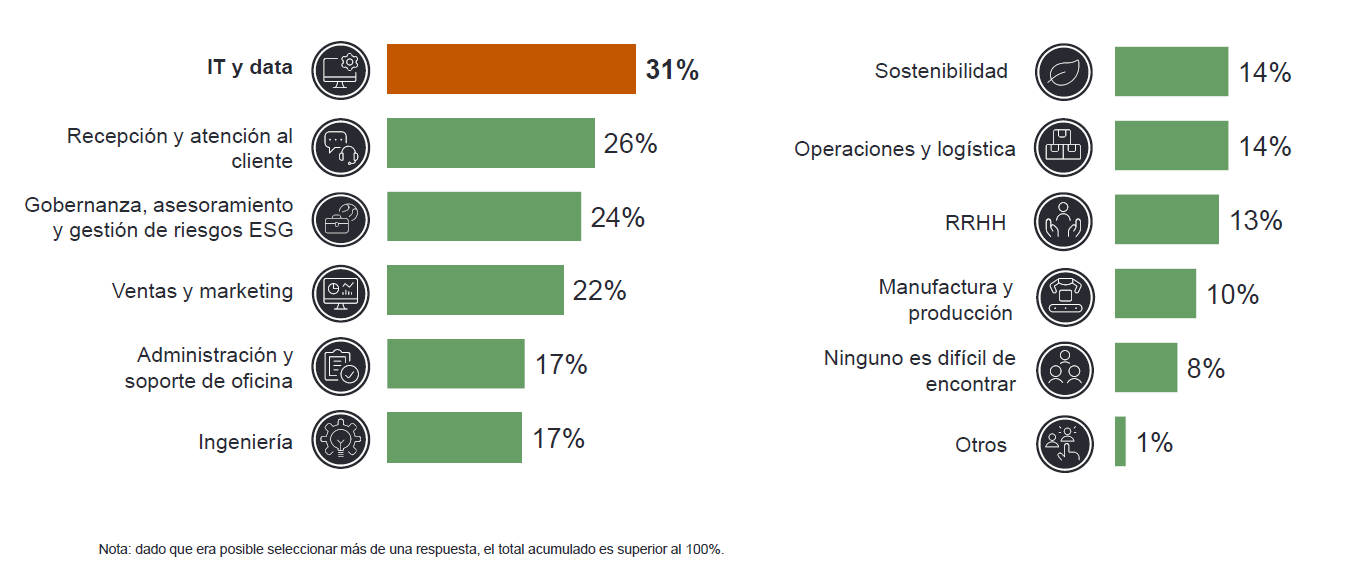 IT y data
31%
Recepción y atención al
cliente
26%
Gobernanza, asesoramiento
y gestión de riesgos ESG
24%
Ventas y marketing
22%
Administración y
soporte de oficina
17%
Ingeniería
17%
Sostenibilidad
14%
Operaciones y logística
14%
RRHH
13%
Manufactura y
producción
10%
Ninguno es difícil de
encontrar
8%
Otros
1%
Nota: dado que era posible seleccionar más de una respuesta, el total acumulado es superior al 100%.